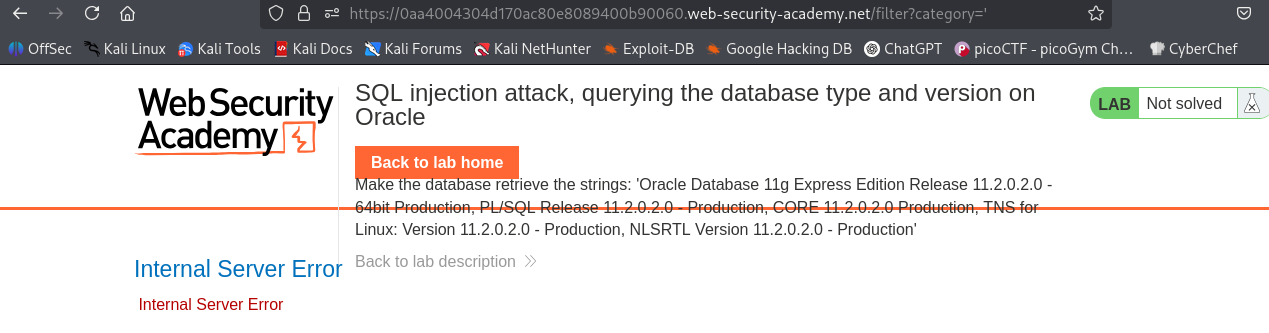 https://0aa4004304d170ac80e8089400b90060.web-security-academy.net/filter?category='
OffSec Kali Linux Kali Tools Kali Docs Kali Forums Kali NetHunter Exploit-DB Google Hacking DB ChatGPT picoCTF - picoGym Ch... CyberChef
WebSecurity
Academy
SQL injection attack, querying the database type and version on
Oracle
LAB Not solved
Back to lab home
Make the database retrieve the strings: 'Oracle Database 11g Express Edition Release 11.2.0.2.0 -
64bit Production, PL/SQL Release 11.2.0.2.0 - Production, CORE 11.2.0.2.0 Production, TNS for
Linux: Version 11.2.0.2.0 - Production, NLSRTL Version 11.2.0.2.0 - Production'
Back to lab description
Internal Server Error
Internal Server Error